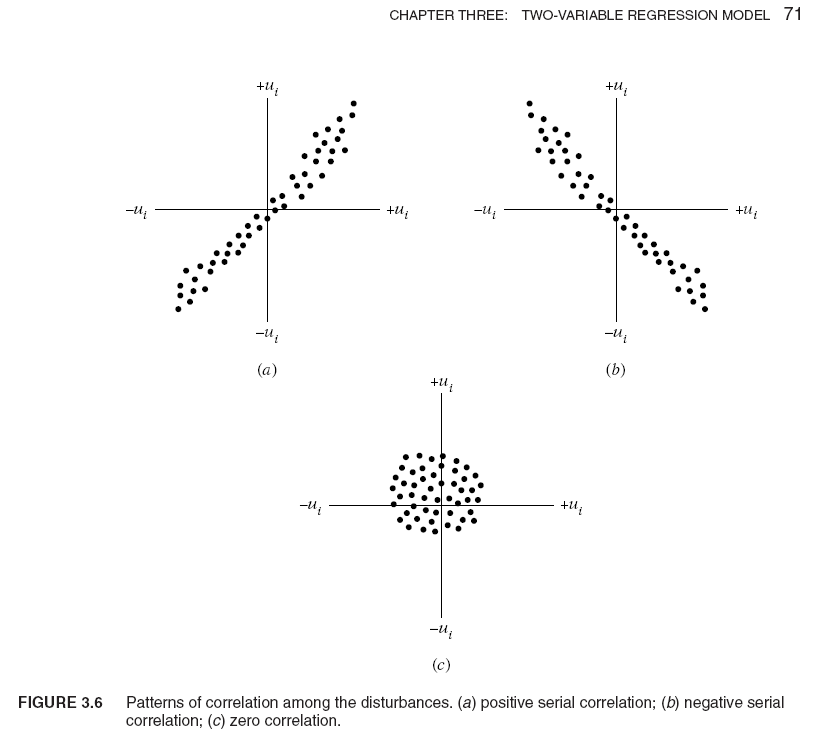 CHAPTER THREE: TWO-VARIABLE REGRESSION MODEL 71
+uᵢ
+uᵢ
−uᵢ
+uᵢ
−uᵢ
+uᵢ
−uᵢ
−uᵢ
(a)
(b)
+uᵢ
−uᵢ
+uᵢ
−uᵢ
(c)
FIGURE 3.6 Patterns of correlation among the disturbances. (a) positive serial correlation; (b) negative serial
correlation; (c) zero correlation.